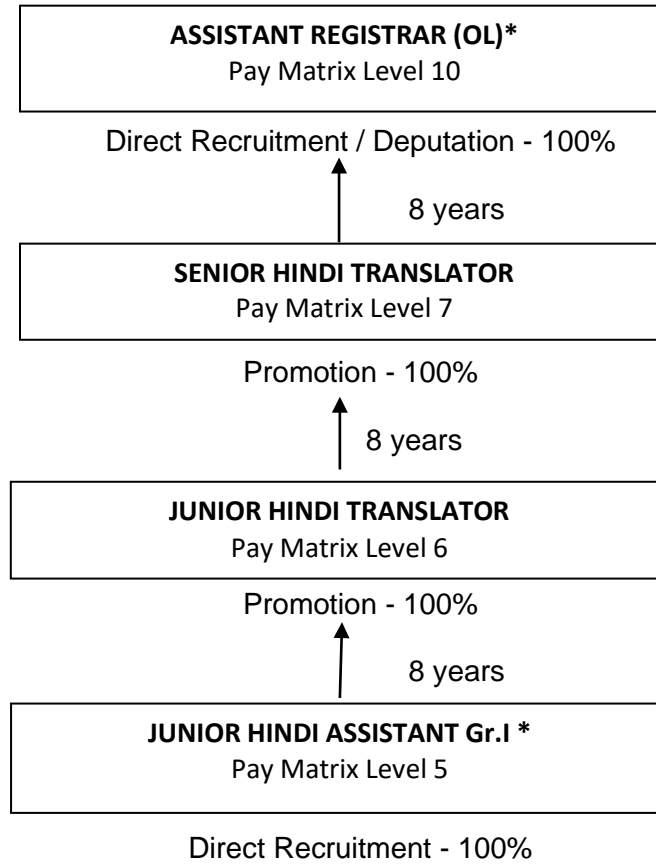 ASSISTANT REGISTRAR (OL)*
Pay Matrix Level 10
Direct Recruitment / Deputation - 100%
8 years
SENIOR HINDI TRANSLATOR
Pay Matrix Level 7
Promotion - 100%
8 years
JUNIOR HINDI TRANSLATOR
Pay Matrix Level 6
Promotion - 100%
8 years
JUNIOR HINDI ASSISTANT Gr.I *
Pay Matrix Level 5
Direct Recruitment - 100%